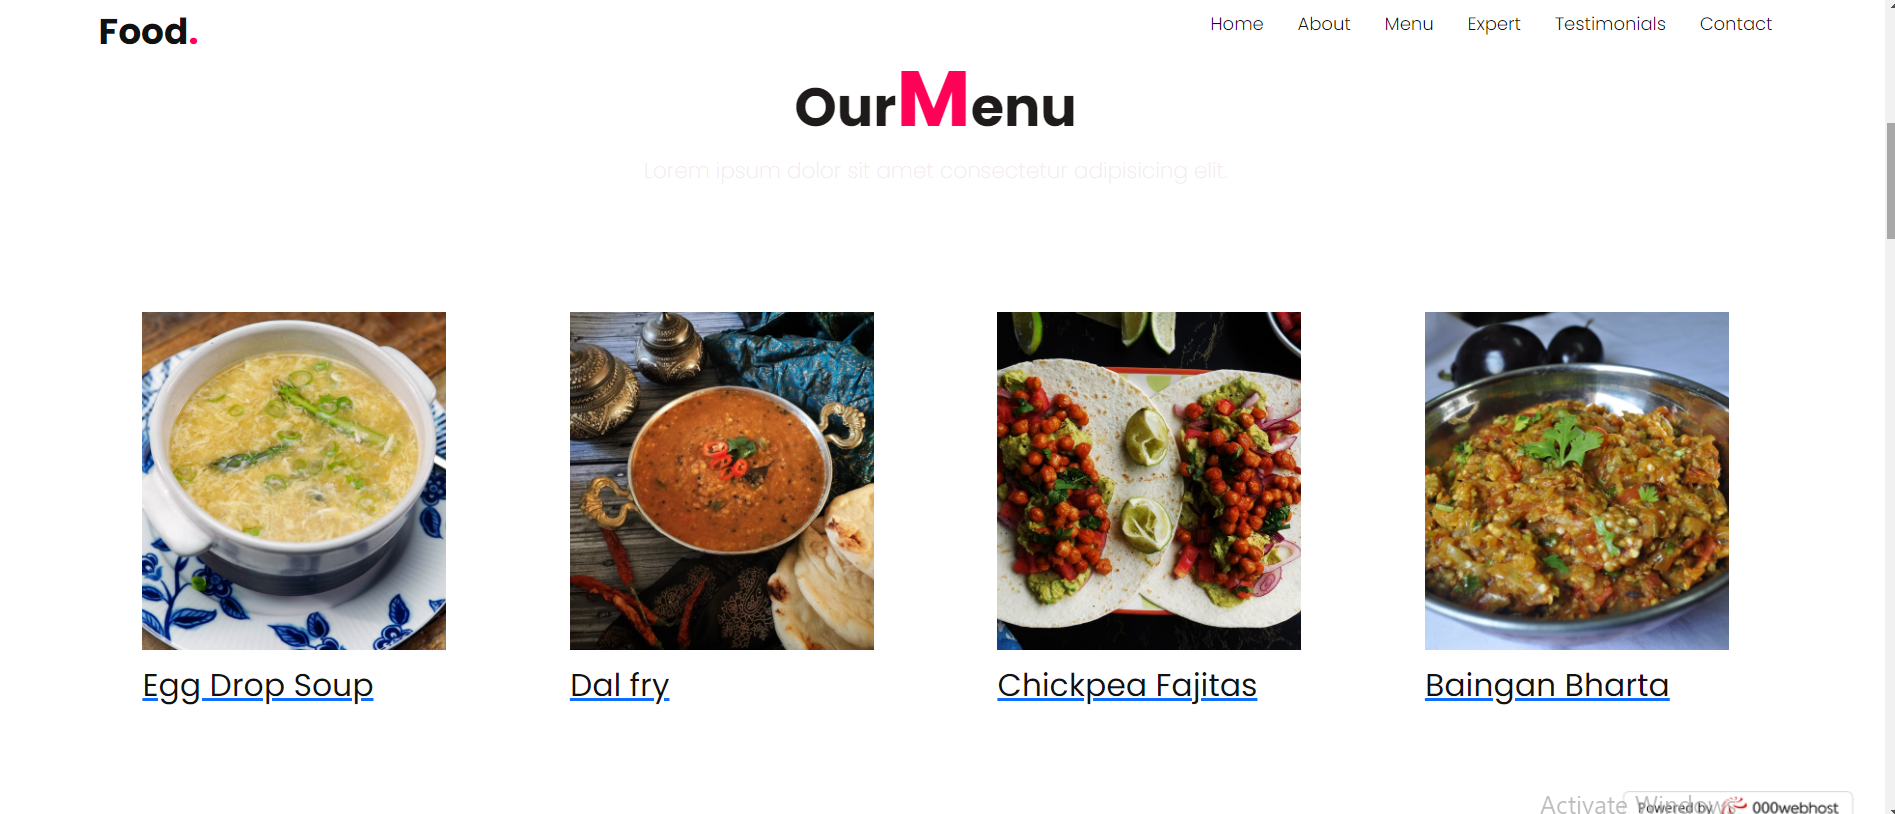 Food.
Home About Menu Expert Testimonials Contact
OurMenu
Lorem ipsum dolor sit amet consectetur adipisicing elit.
Egg Drop Soup
Dal fry
Chickpea Fajitas
Baingan Bharta
Activate Windows
Powered by 000webhost